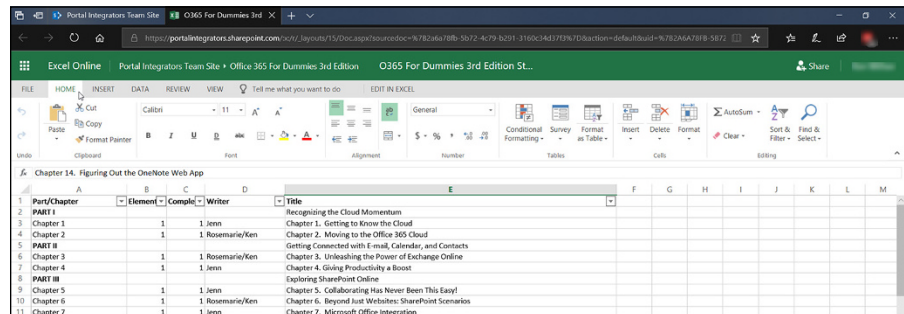 Portal Integrators Team Site
O365 For Dummies 3rd
https://portalintegrators.sharepoint.com/:x:/r/_layouts/15/Doc.aspx?sourcedoc=%7B2a6a78fb-5b72-4c79-b291-3160c34d37f3%7D&action=default&uid=%7B2A6A78FB-5B72
Excel Online
Portal Integrators Team Site ▸ Office 365 For Dummies 3rd Edition
O365 For Dummies 3rd Edition St...
Share
FILE HOME INSERT DATA REVIEW VIEW Tell me what you want to do EDIT IN EXCEL
Cut
Copy
Paste
Format Painter
Calibri 11
B I U D abc
General
$ % ,
Conditional Formatting
Survey
Format as Table
Insert Delete Format
AutoSum
Clear
Sort & Filter
Find & Select
Undo Clipboard Font Alignment Number Tables Cells Editing
fx Chapter 14. Figuring Out the OneNote Web App
A B C D E F G H I J K L M
1 Part/Chapter Element Comple Writer Title
2 PART I Recognizing the Cloud Momentum
3 Chapter 1 1 1 Jenn Chapter 1. Getting to Know the Cloud
4 Chapter 2 1 1 Rosemarie/Ken Chapter 2. Moving to the Office 365 Cloud
5 PART II Getting Connected with E-mail, Calendar, and Contacts
6 Chapter 3 1 1 Rosemarie/Ken Chapter 3. Unleashing the Power of Exchange Online
7 Chapter 4 1 1 Jenn Chapter 4. Giving Productivity a Boost
8 PART III Exploring SharePoint Online
9 Chapter 5 1 1 Jenn Chapter 5. Collaborating Has Never Been This Easy!
10 Chapter 6 1 1 Rosemarie/Ken Chapter 6. Beyond Just Websites: SharePoint Scenarios
11 Chapter 7 1 1 Jenn Chapter 7. Microsoft Office Integration